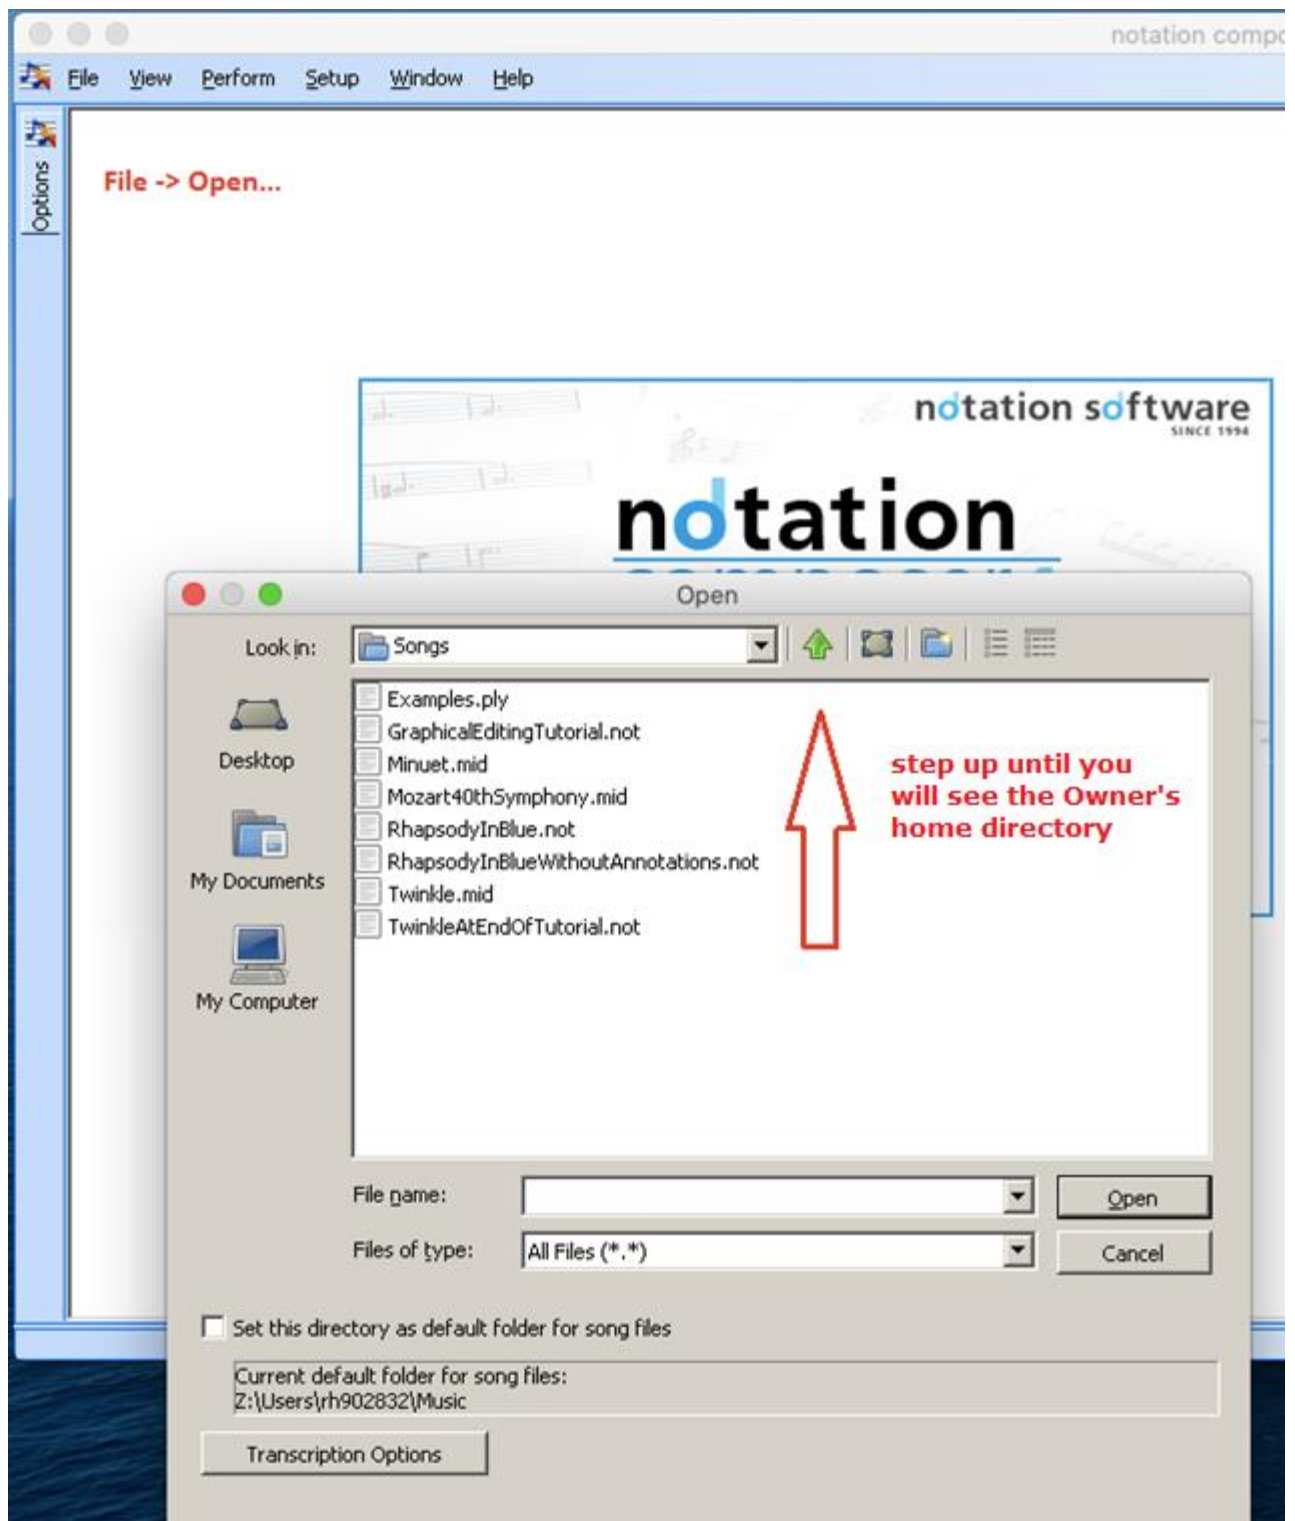 notation compo
File View Perform Setup Window Help
Options
File -> Open...
notation software
SINCE 1994
notation
Open
Look in:
Songs
Desktop
My Documents
My Computer
Examples.ply
GraphicalEditingTutorial.not
Minuet.mid
Mozart40thSymphony.mid
RhapsodyInBlue.not
RhapsodyInBlueWithoutAnnotations.not
Twinkle.mid
TwinkleAtEndOfTutorial.not
step up until you
will see the Owner's
home directory
File name:
Open
Files of type:
All Files (*.*)
Cancel
Set this directory as default folder for song files
Current default folder for song files:
Z:\Users\rh902832\Music
Transcription Options